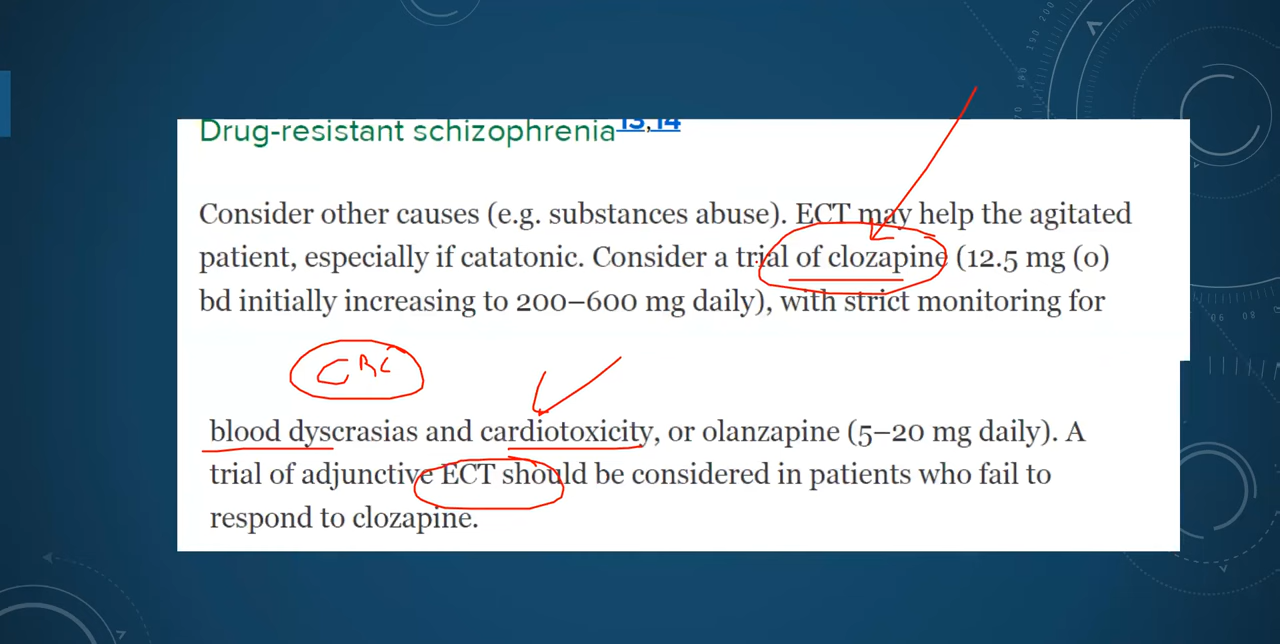 Drug-resistant schizophrenia13,14
Consider other causes (e.g. substances abuse). ECT may help the agitated
patient, especially if catatonic. Consider a trial of clozapine (12.5 mg (o)
bd initially increasing to 200–600 mg daily), with strict monitoring for
CBC
blood dyscrasias and cardiotoxicity, or olanzapine (5–20 mg daily). A
trial of adjunctive ECT should be considered in patients who fail to
respond to clozapine.